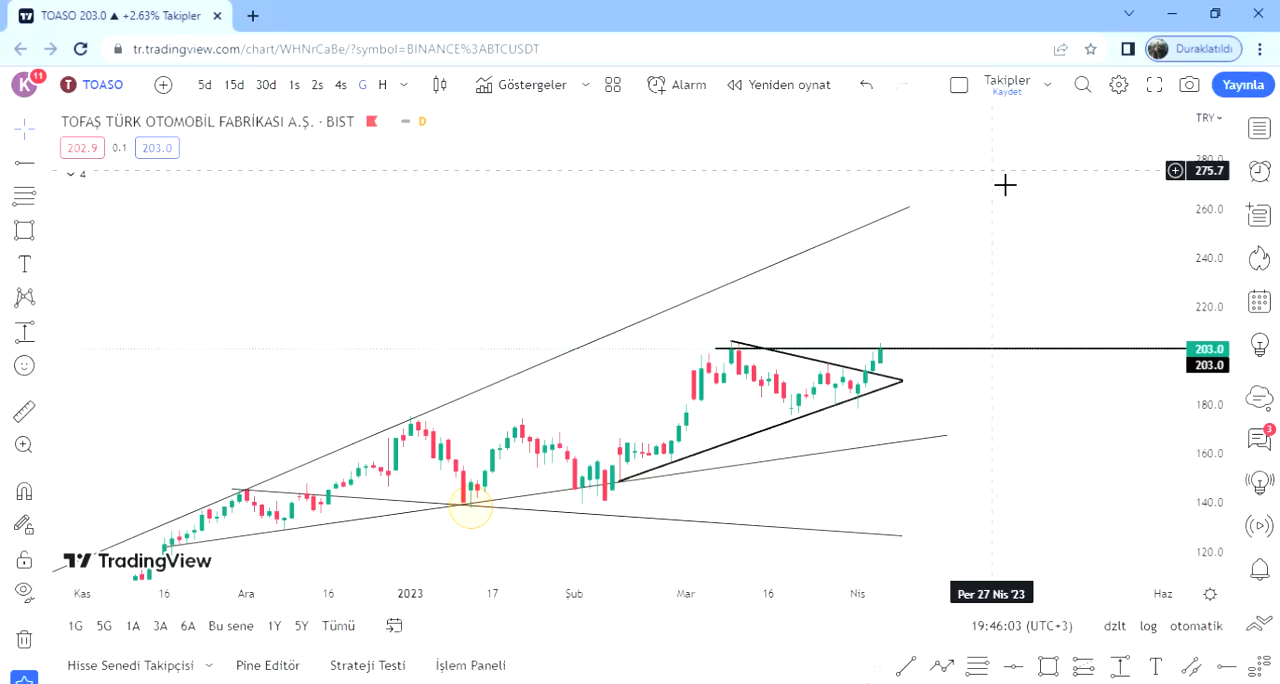 TOASO 203.0 ▲ +2.63% Takipler
tr.tradingview.com/chart/WHNrCaBe/?symbol=BINANCE%3ABTCUSDT
Duraklatıldı
K 11 T TOASO 5d 15d 30d 1s 2s 4s G H Göstergeler Alarm Yeniden oynat Takipler Kaydet Yayınla
TOFAŞ TÜRK OTOMOBİL FABRİKASI A.Ş. · BIST D TRY
202.9 0.1 203.0
4
280.0
275.7
260.0
240.0
220.0
203.0
203.0
180.0
160.0
140.0
120.0
3
TradingView
Kas 16 Ara 16 2023 17 Şub Mar 16 Nis Per 27 Nis '23 Haz
1G 5G 1A 3A 6A Bu sene 1Y 5Y Tümü 19:46:03 (UTC+3) dzlt log otomatik
Hisse Senedi Takipçisi Pine Editör Strateji Testi İşlem Paneli